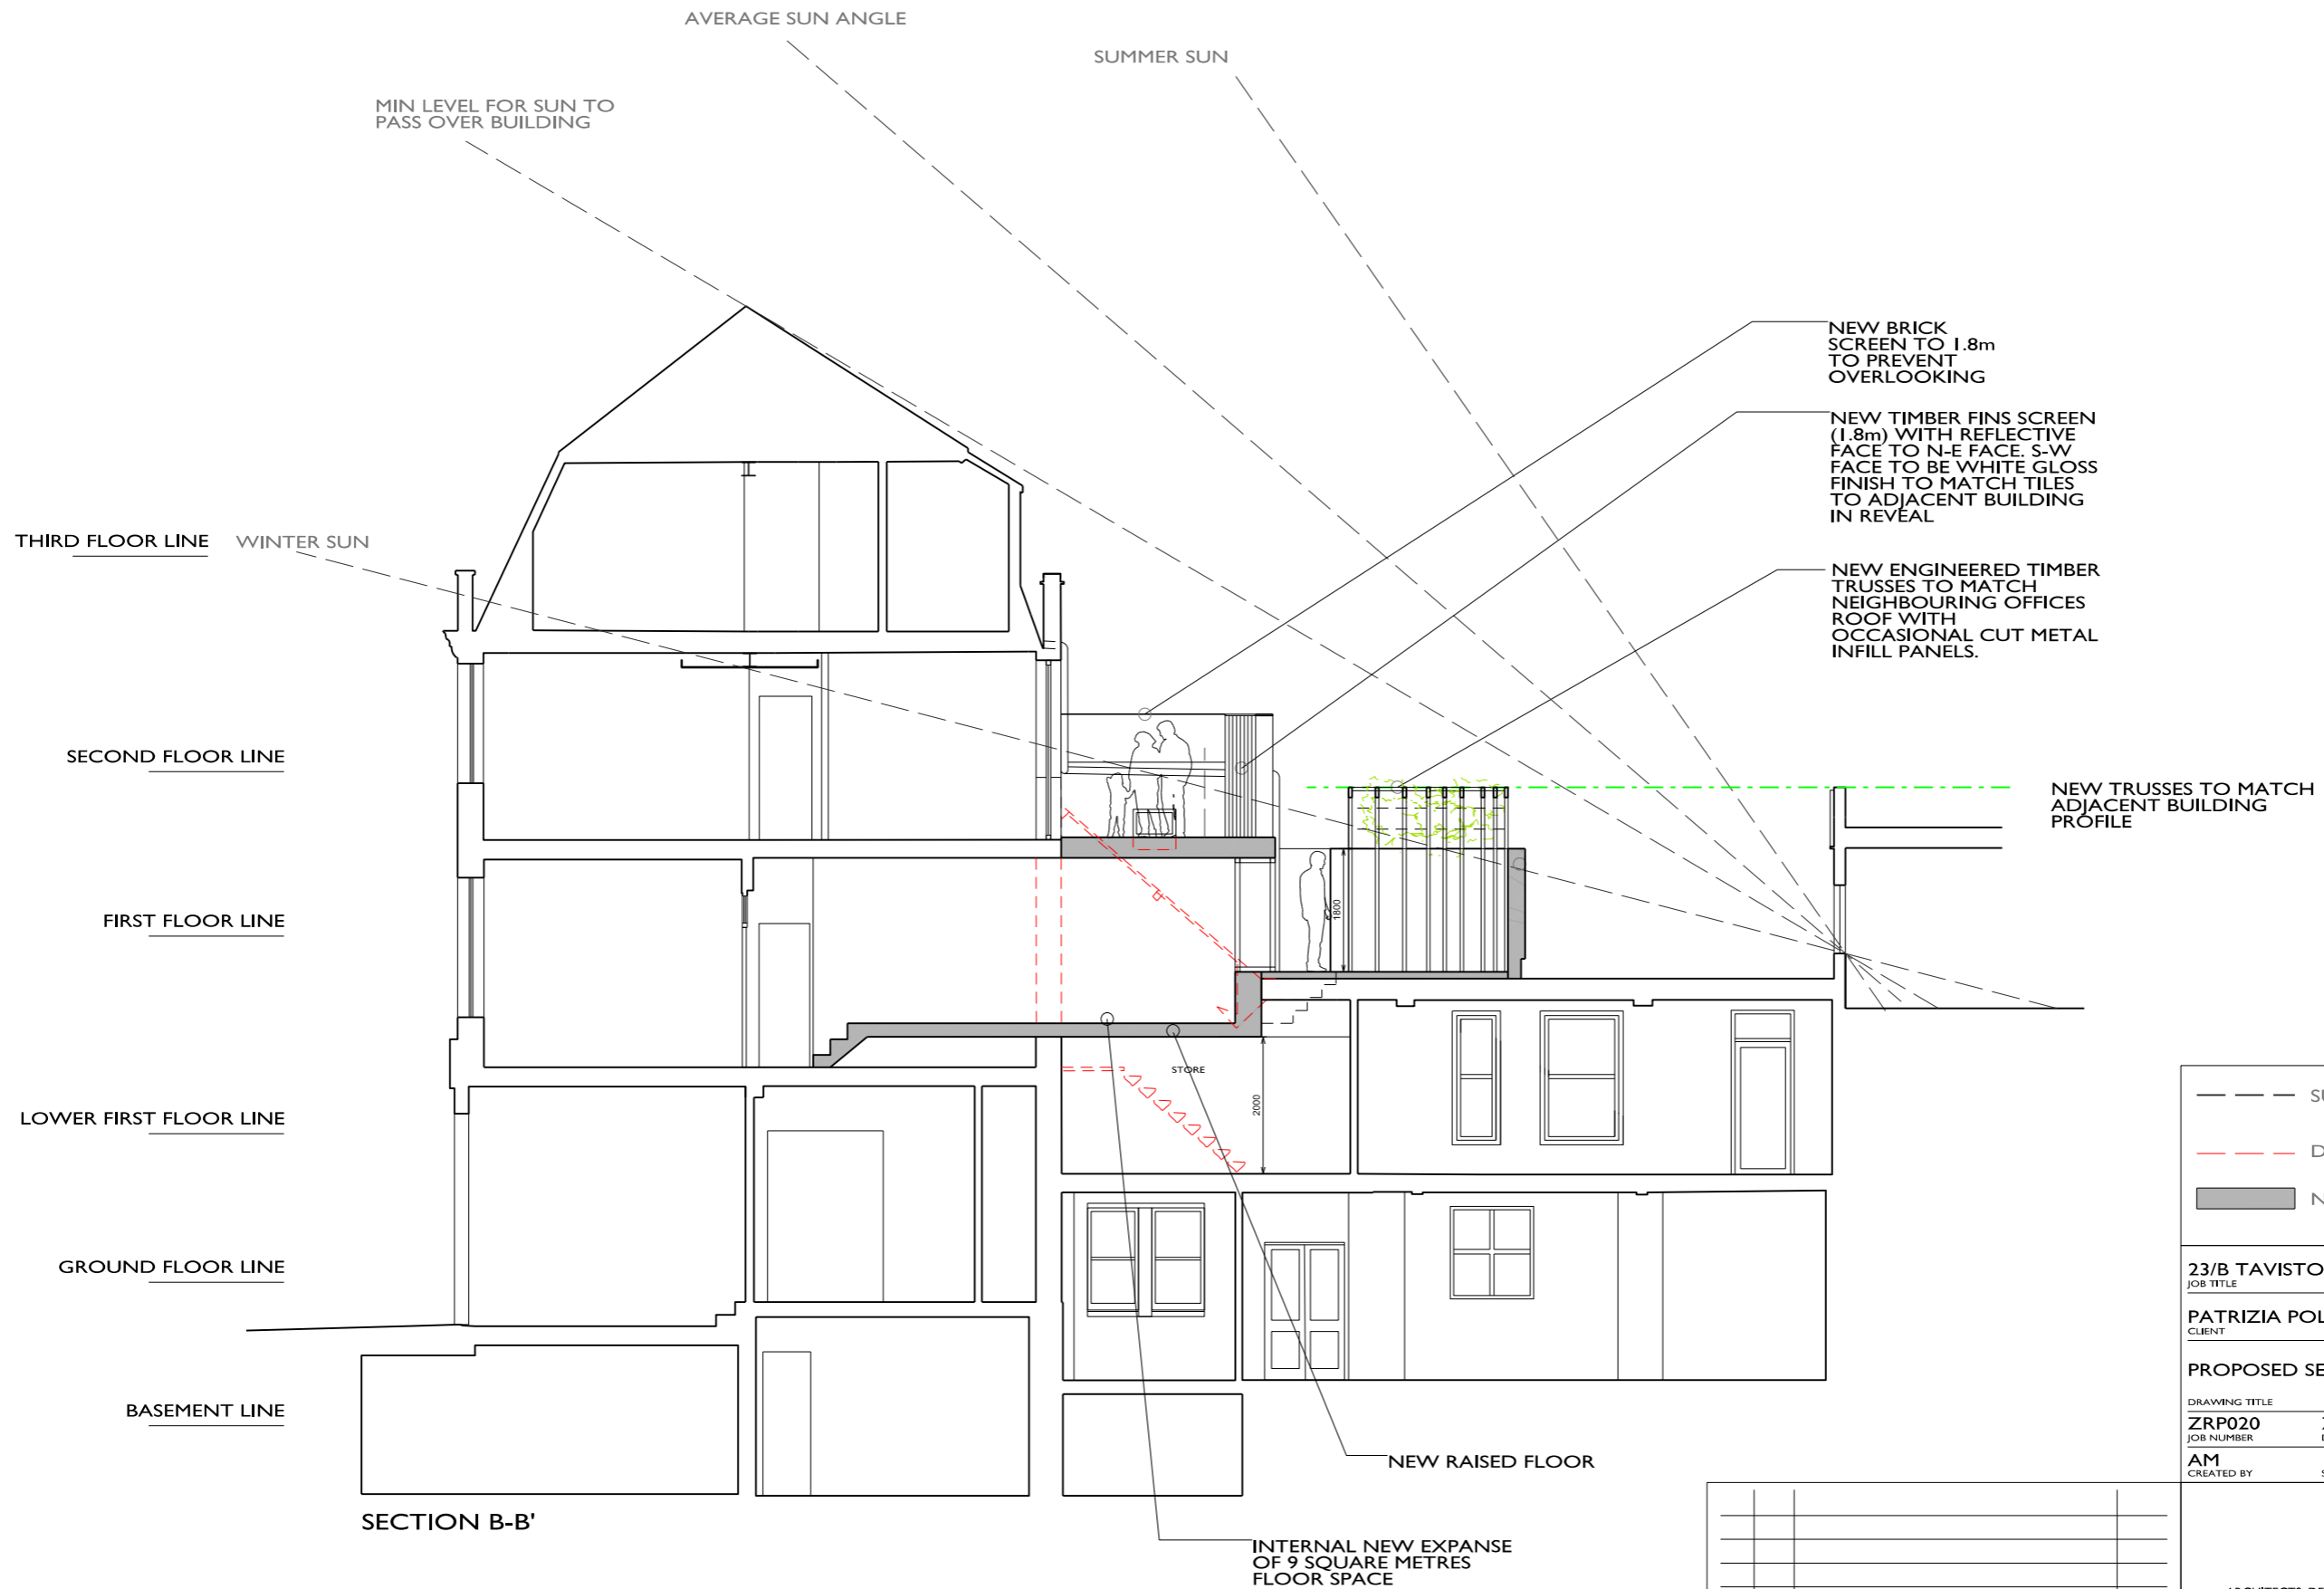 AVERAGE SUN ANGLE
SUMMER SUN
MIN LEVEL FOR SUN TO
PASS OVER BUILDING
NEW BRICK
SCREEN TO 1.8m
TO PREVENT
OVERLOOKING
NEW TIMBER FINS SCREEN
(1.8m) WITH REFLECTIVE
FACE TO N-E FACE. S-W
FACE TO BE WHITE GLOSS
FINISH TO MATCH TILES
TO ADJACENT BUILDING
IN REVEAL
THIRD FLOOR LINE
WINTER SUN
NEW ENGINEERED TIMBER
TRUSSES TO MATCH
NEIGHBOURING OFFICES
ROOF WITH
OCCASIONAL CUT METAL
INFILL PANELS.
SECOND FLOOR LINE
NEW TRUSSES TO MATCH
ADJACENT BUILDING
PROFILE
FIRST FLOOR LINE
1800
STORE
2000
LOWER FIRST FLOOR LINE
GROUND FLOOR LINE
BASEMENT LINE
NEW RAISED FLOOR
SECTION B-B'
INTERNAL NEW EXPANSE
OF 9 SQUARE METRES
FLOOR SPACE
23/B TAVISTO
JOB TITLE
PATRIZIA POL
CLIENT
PROPOSED SE
DRAWING TITLE
ZRP020
JOB NUMBER
AM
CREATED BY